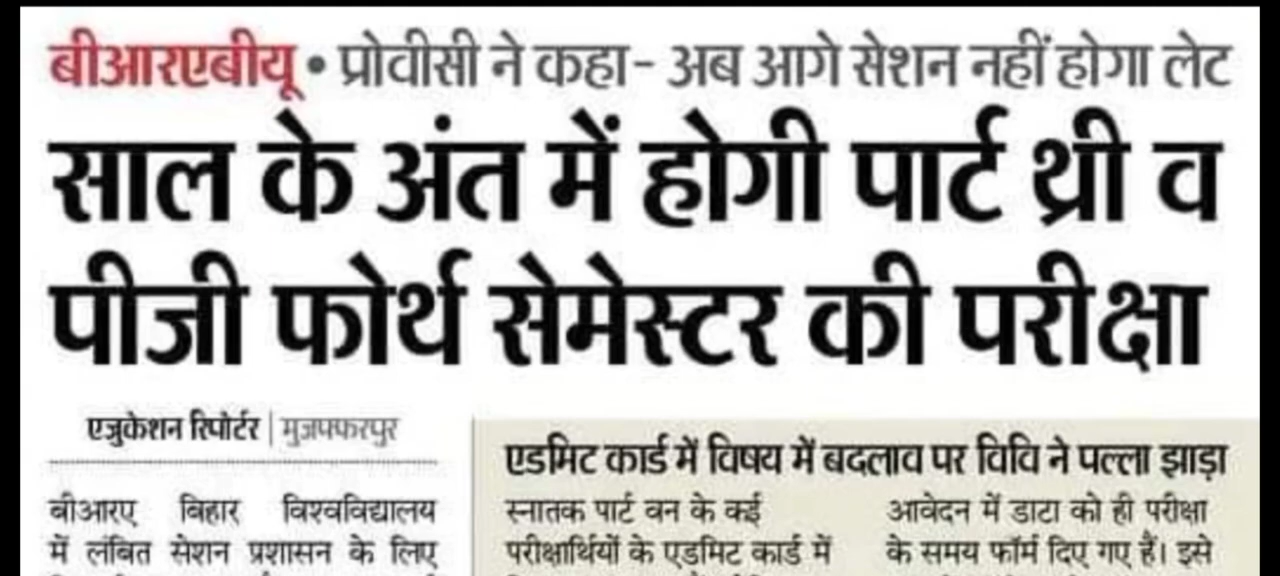 बीआरएबीयू • प्रोवीसी ने कहा- अब आगे सेशन नहीं होगा लेट
साल के अंत में होगी पार्ट थ्री व
पीजी फोर्थ सेमेस्टर की परीक्षा
एजुकेशन रिपोर्टर | मुजफ्फरपुर
बीआरए बिहार विश्वविद्यालय
में लंबित सेशन प्रशासन के लिए
एडमिट कार्ड में विषय में बदलाव पर विवि ने पल्ला झाड़ा
स्नातक पार्ट वन के कई
परीक्षार्थियों के एडमिट कार्ड में
आवेदन में डाटा को ही परीक्षा
के समय फॉर्म दिए गए हैं। इसे